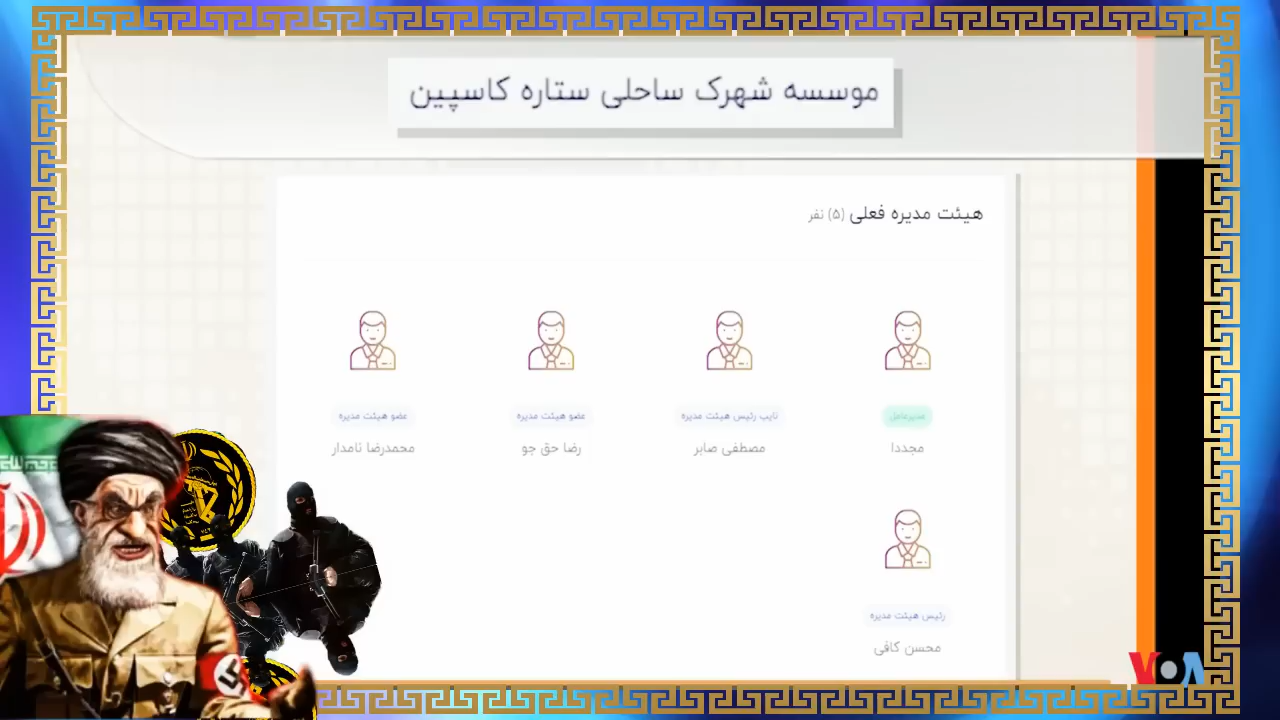 موسسه شهرک ساحلی ستاره کاسپین
هیئت مدیره فعلی (۵) نفر
مدیرعامل
مجددا
نایب رئیس هیئت مدیره
مصطفی صابر
عضو هیئت مدیره
رضا حق جو
عضو هیئت مدیره
محمدرضا نامدار
رئیس هیئت مدیره
محسن کافی
VOA